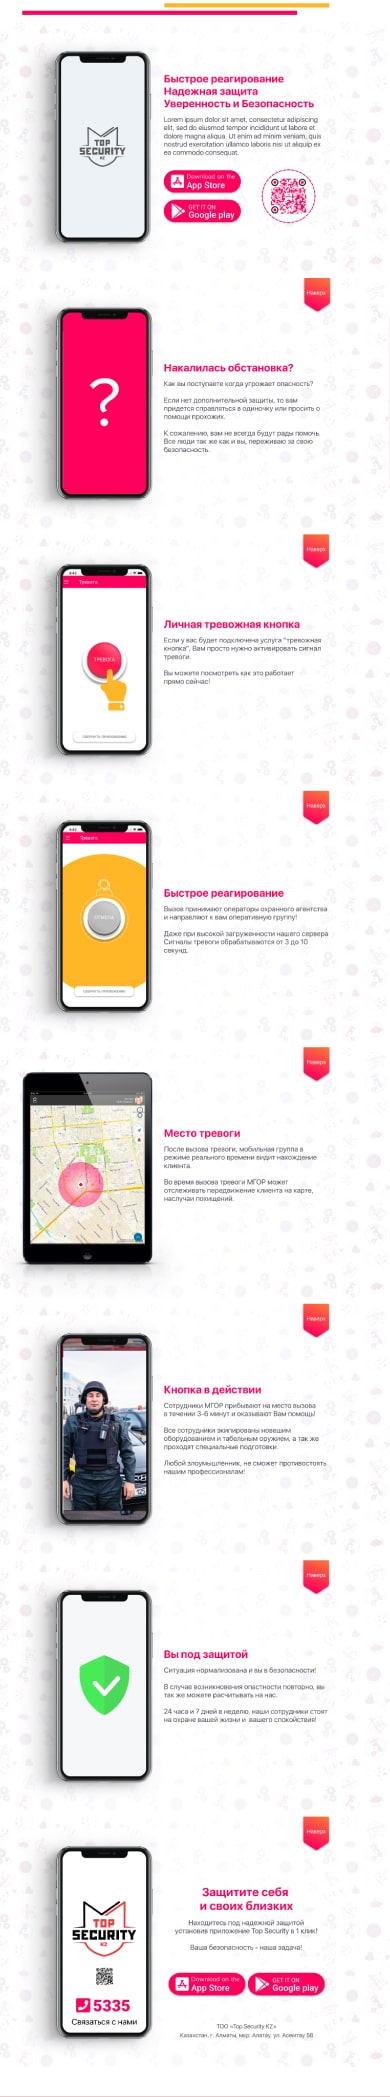 TOP
SECURITY
KZ
Быстрое реагирование
Надежная защита
Уверенность и Безопасность
Lorem ipsum dolor sit amet, consectetur adipiscing
elit, sed do eiusmod tempor incididunt ut labore et
dolore magna aliqua. Ut enim ad minim veniam, quis
nostrud exercitation ullamco laboris nisi ut aliquip ex
ea commodo consequat.
Download on the
App Store
GET IT ON
Google play
Наверх
?
Накалилась обстановка?
Как вы поступаете когда угрожает опасность?
Если нет дополнительной защиты, то вам
придется справляться в одиночку или просить о
помощи прохожих.
К сожалению, вам не всегда будут рады помочь.
Все люди так же как и вы, переживаю за свою
безопасность.
Наверх
Тревога
ТРЕВОГА
СВЕРНУТЬ ПРИЛОЖЕНИЕ
Личная тревожная кнопка
Если у вас будет подключена услуга "тревожная
кнопка", Вам просто нужно активировать сигнал
тревоги.
Вы можете посмотреть как это работает
прямо сейчас!
Наверх
Тревога
ОТМЕНА
СВЕРНУТЬ ПРИЛОЖЕНИЕ
Быстрое реагирование
Вызов принимают операторы охранного агентства
и направляют к вам оперативную группу!
Даже при высокой загруженности нашего сервера
Сигналы тревоги обрабатываются от 3 до 10
секунд.
Наверх
Место тревоги
После вызова тревоги, мобильная группа в
режиме реального времени видит нахождение
клиента.
Во время вызова тревоги МГОР может
отслеживать передвижение клиента на карте,
наслучаи похищений.
Наверх
Кнопка в действии
Сотрудники МГОР прибывают на место вызова
в течении 3-6 минут и оказывают Вам помощь!
Все сотрудники экипированы новешим
оборудованием и табельным оружием, а так же
проходят специальные подготовки.
Любой злоумышленник, не сможет противостоять
нашим профессионалам!
Наверх
Вы под защитой
Ситуация нормализована и вы в безопасности!
В случае возникновения опастности повторно, вы
так же можете расчитывать на нас.
24 часа и 7 дней в неделю, наши сотрудники стоят
на охране вашей жизни и вашего спокойствия!
Наверх
TOP
SECURITY
KZ
5335
Связаться с нами
Защитите себя
и своих близких
Находитесь под надежной защитой
установив приложение Top Security в 1 клик!
Ваша безопасность - наша задача!
Download on the
App Store
GET IT ON
Google play
ТОО «Top Security KZ»
Казахстан, г. Алматы, мкр. Алатау, ул. Асентау 58